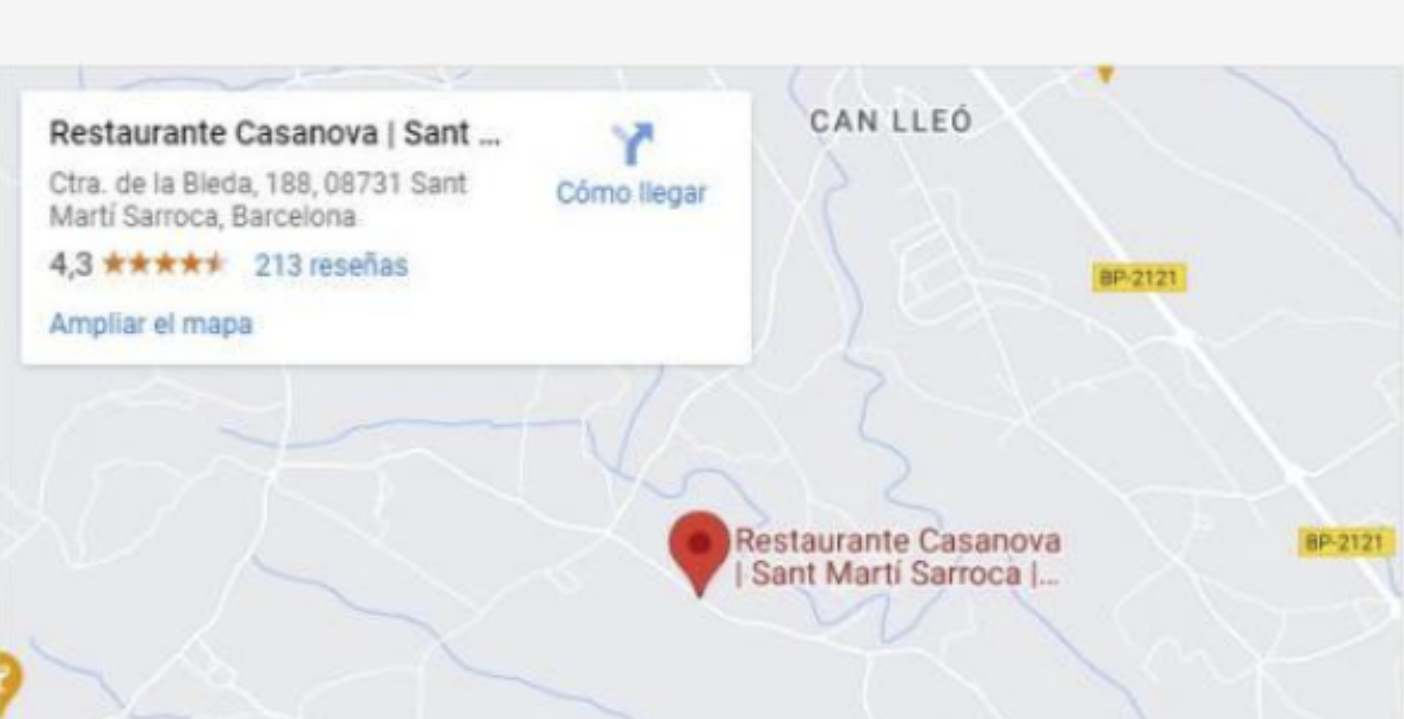 Restaurante Casanova | Sant ...
Ctra. de la Bleda, 188, 08731 Sant
Martí Sarroca, Barcelona
Cómo llegar
4,3
213 reseñas
Ampliar el mapa
CAN LLEÓ
BP-2121
BP-2121
Restaurante Casanova
| Sant Martí Sarroca |...